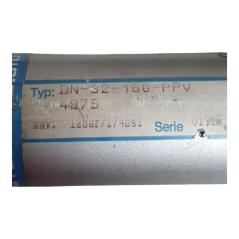 Typ: DN-32-160-PPV
4875
max. 12bar/174psi Serie